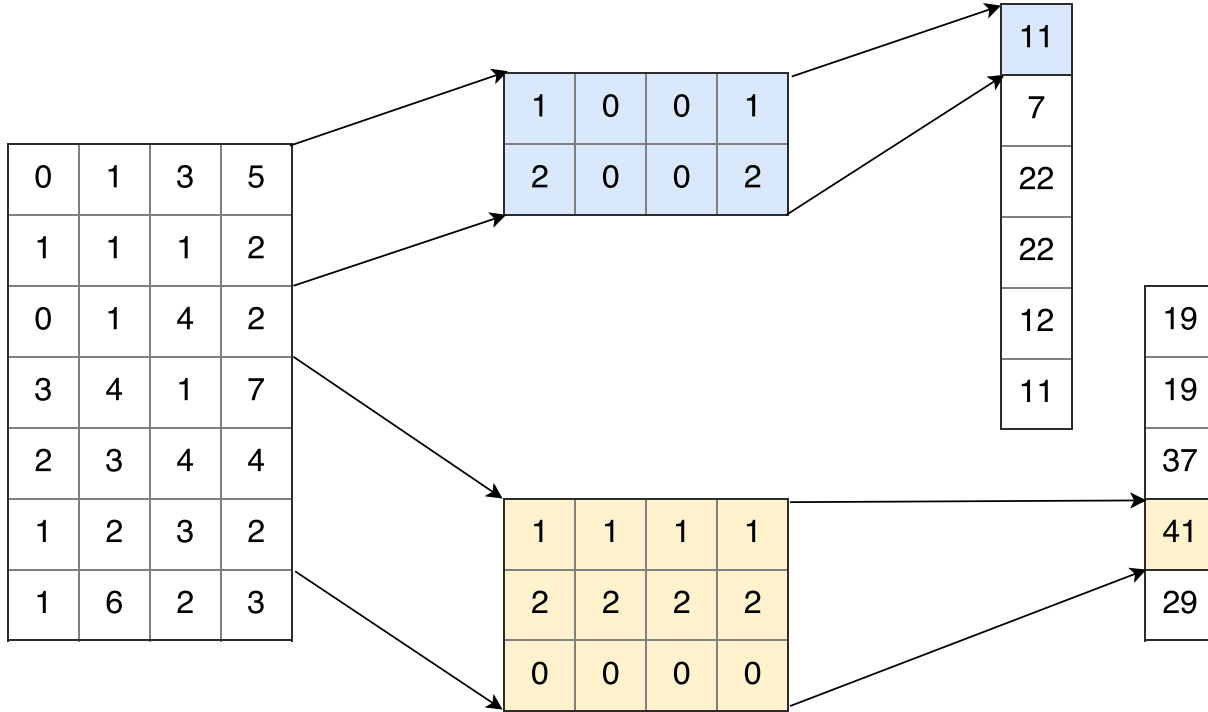 0 1 3 5
1 1 1 2
0 1 4 2
3 4 1 7
2 3 4 4
1 2 3 2
1 6 2 3
1 0 0 1
2 0 0 2
1 1 1 1
2 2 2 2
0 0 0 0
11
7
22
22
12
11
19
19
37
41
29